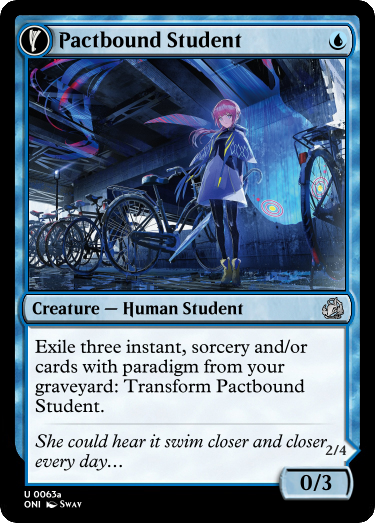 Pactbound Student
Creature — Human Student
Exile three instant, sorcery and/or
cards with paradigm from your
graveyard: Transform Pactbound
Student.
She could hear it swim closer and closer
every day…
2/4
0/3
U 0063a
ONI Swav